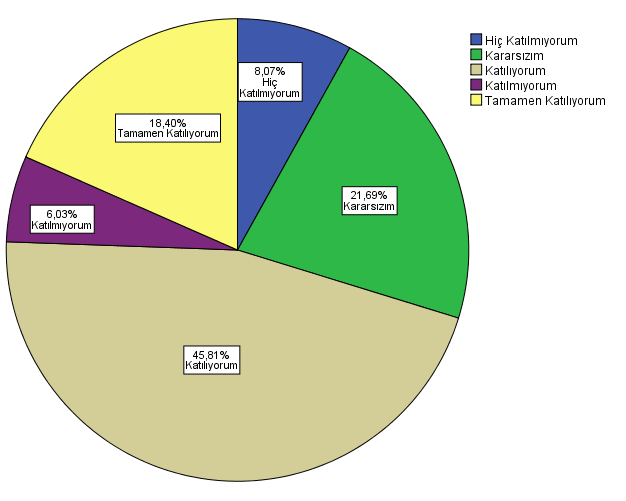 Hiç Katılmıyorum
Kararsızım
Katılıyorum
Katılmıyorum
Tamamen Katılıyorum
8,07%
Hiç
Katılmıyorum
18,40%
Tamamen Katılıyorum
21,69%
Kararsızım
6,03%
Katılmıyorum
45,81%
Katılıyorum